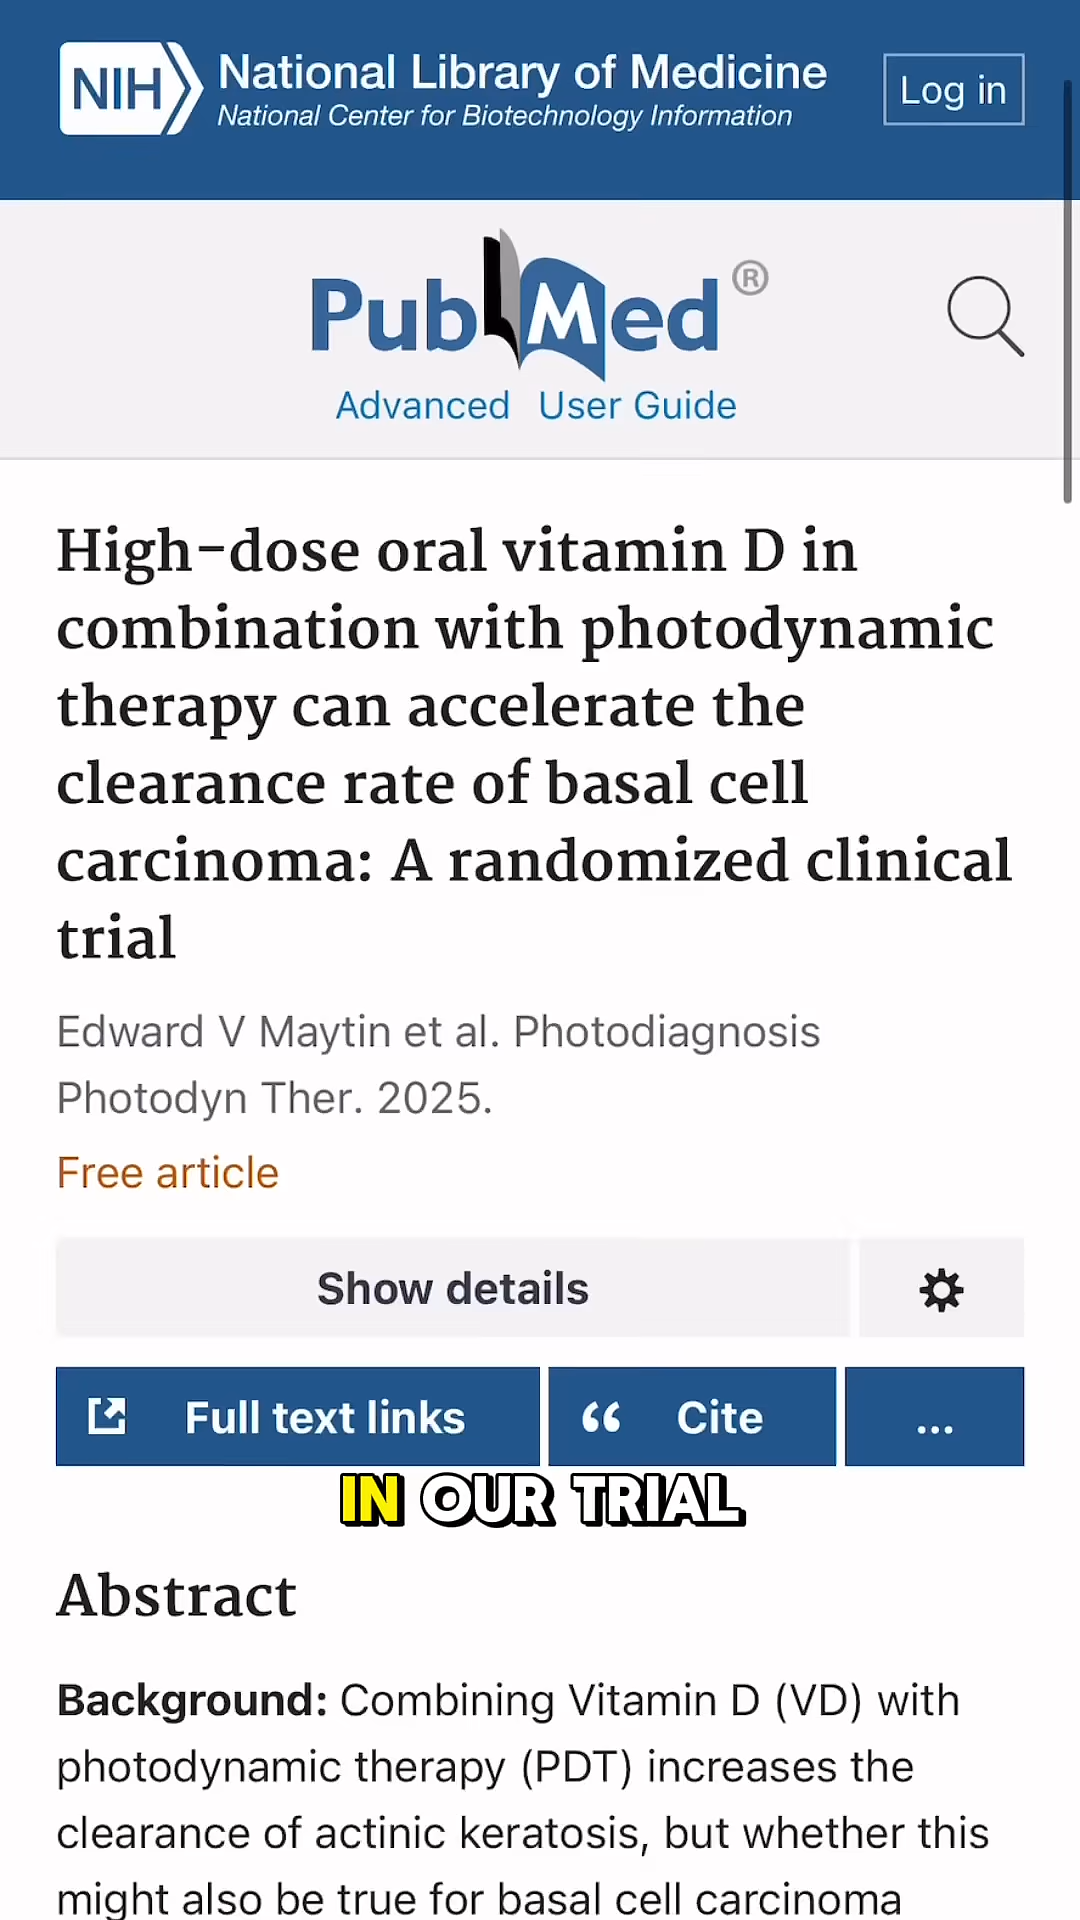 NIH National Library of Medicine
National Center for Biotechnology Information
Log in
PubMed®
Advanced User Guide
High-dose oral vitamin D in
combination with photodynamic
therapy can accelerate the
clearance rate of basal cell
carcinoma: A randomized clinical
trial
Edward V Maytin et al. Photodiagnosis
Photodyn Ther. 2025.
Free article
Show details
Full text links
Cite
...
IN OUR TRIAL
Abstract
Background: Combining Vitamin D (VD) with
photodynamic therapy (PDT) increases the
clearance of actinic keratosis, but whether this
might also be true for basal cell carcinoma